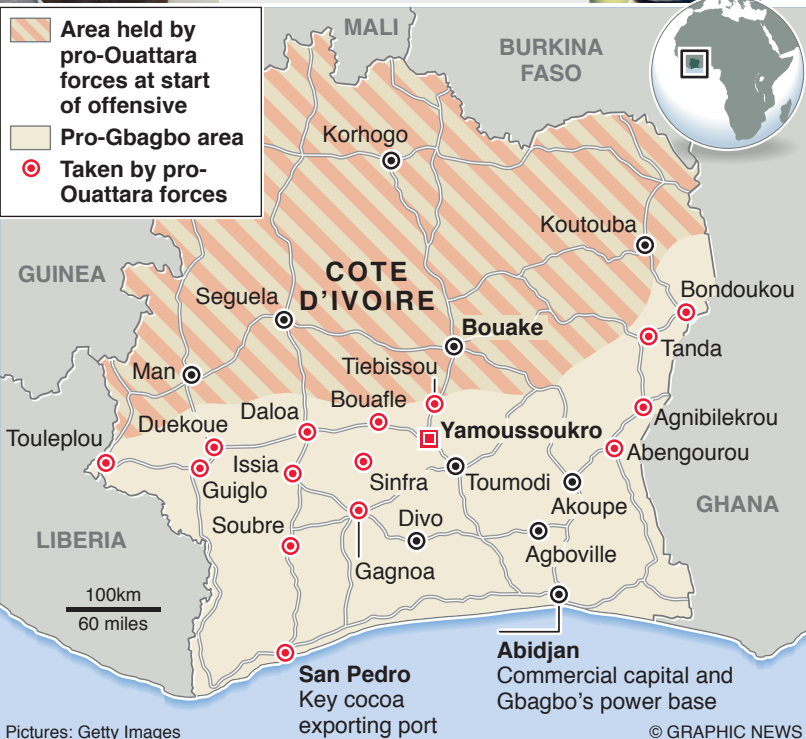 Area held by
pro-Ouattara
forces at start
of offensive
Pro-Gbagbo area
Taken by pro-
Ouattara forces
MALI
BURKINA
FASO
Korhogo
Koutouba
GUINEA
COTE
D'IVOIRE
Seguela
Bondoukou
Bouake
Tanda
Man
Tiebissou
Bouafle
Daloa
Duekoue
Agnibilekrou
Touleplou
Yamoussoukro
Abengourou
Issia
Guiglo
Sinfra
Toumodi
Akoupe
GHANA
Soubre
Divo
LIBERIA
Agboville
Gagnoa
100km
60 miles
Abidjan
Commercial capital and
Gbagbo's power base
San Pedro
Key cocoa
exporting port
Pictures: Getty Images
© GRAPHIC NEWS